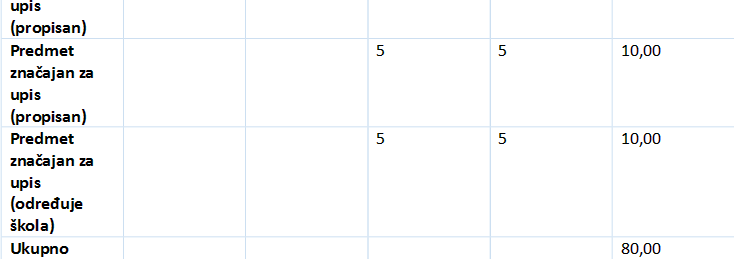 upis
(propisan)
Predmet 5 5 10,00
značajan za
upis
(propisan)
Predmet 5 5 10,00
značajan za
upis
(određuje
škola)
Ukupno 80,00